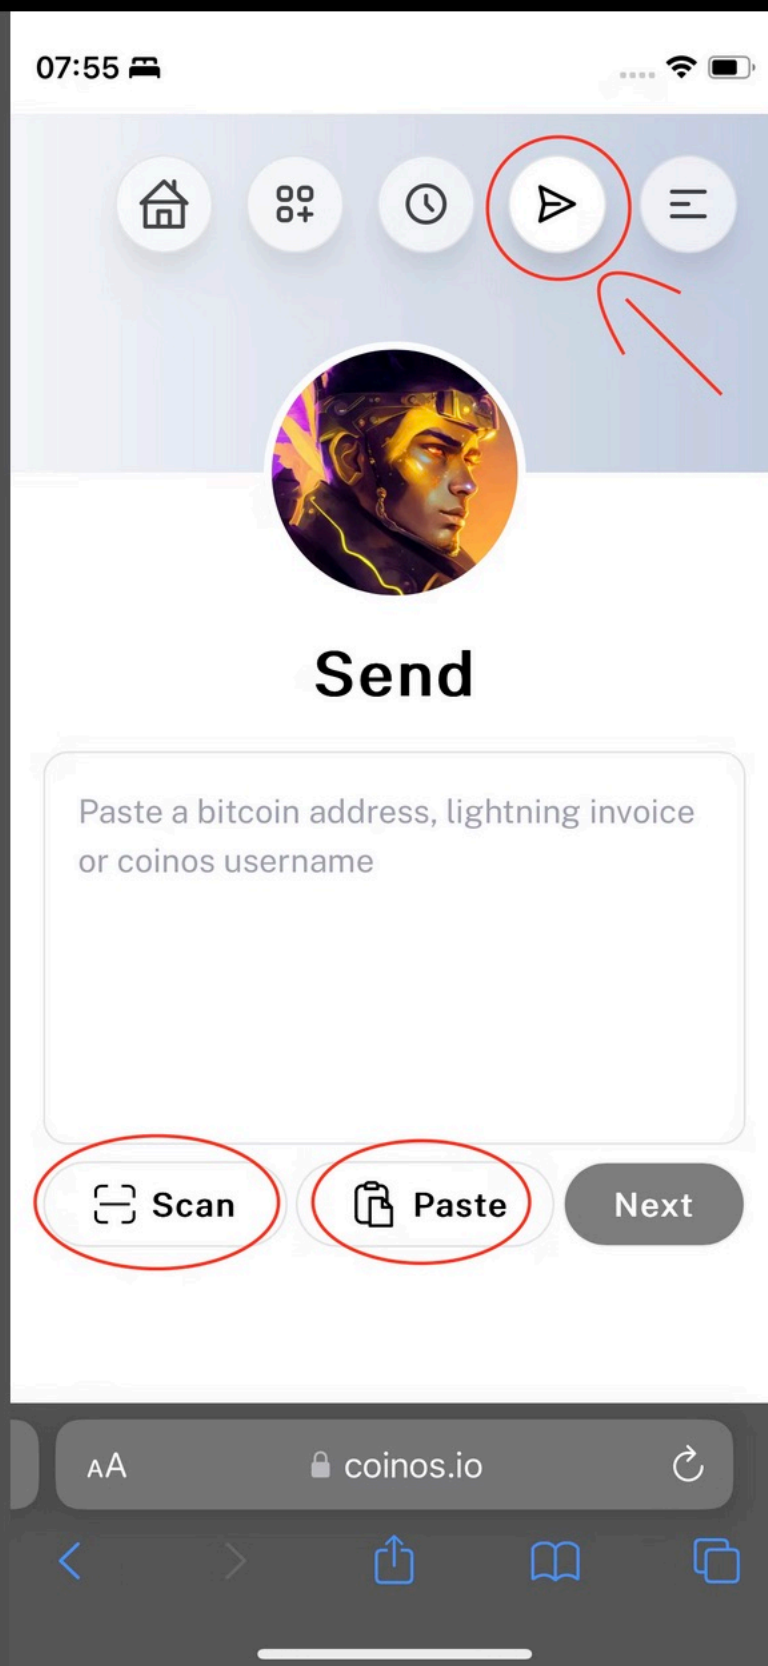 07:55
Send
Paste a bitcoin address, lightning invoice
or coinos username
Scan
Paste
Next
AA
coinos.io